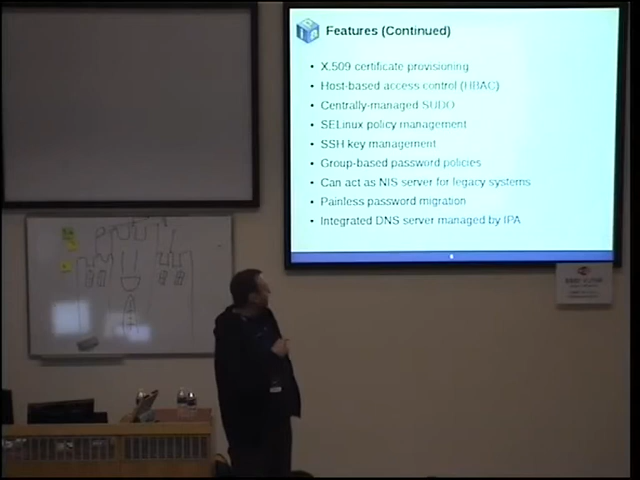 Features (Continued)
• X.509 certificate provisioning
• Host-based access control (HBAC)
• Centrally-managed SUDO
• SELinux policy management
• SSH key management
• Group-based password policies
• Can act as NIS server for legacy systems
• Painless password migration
• Integrated DNS server managed by IPA